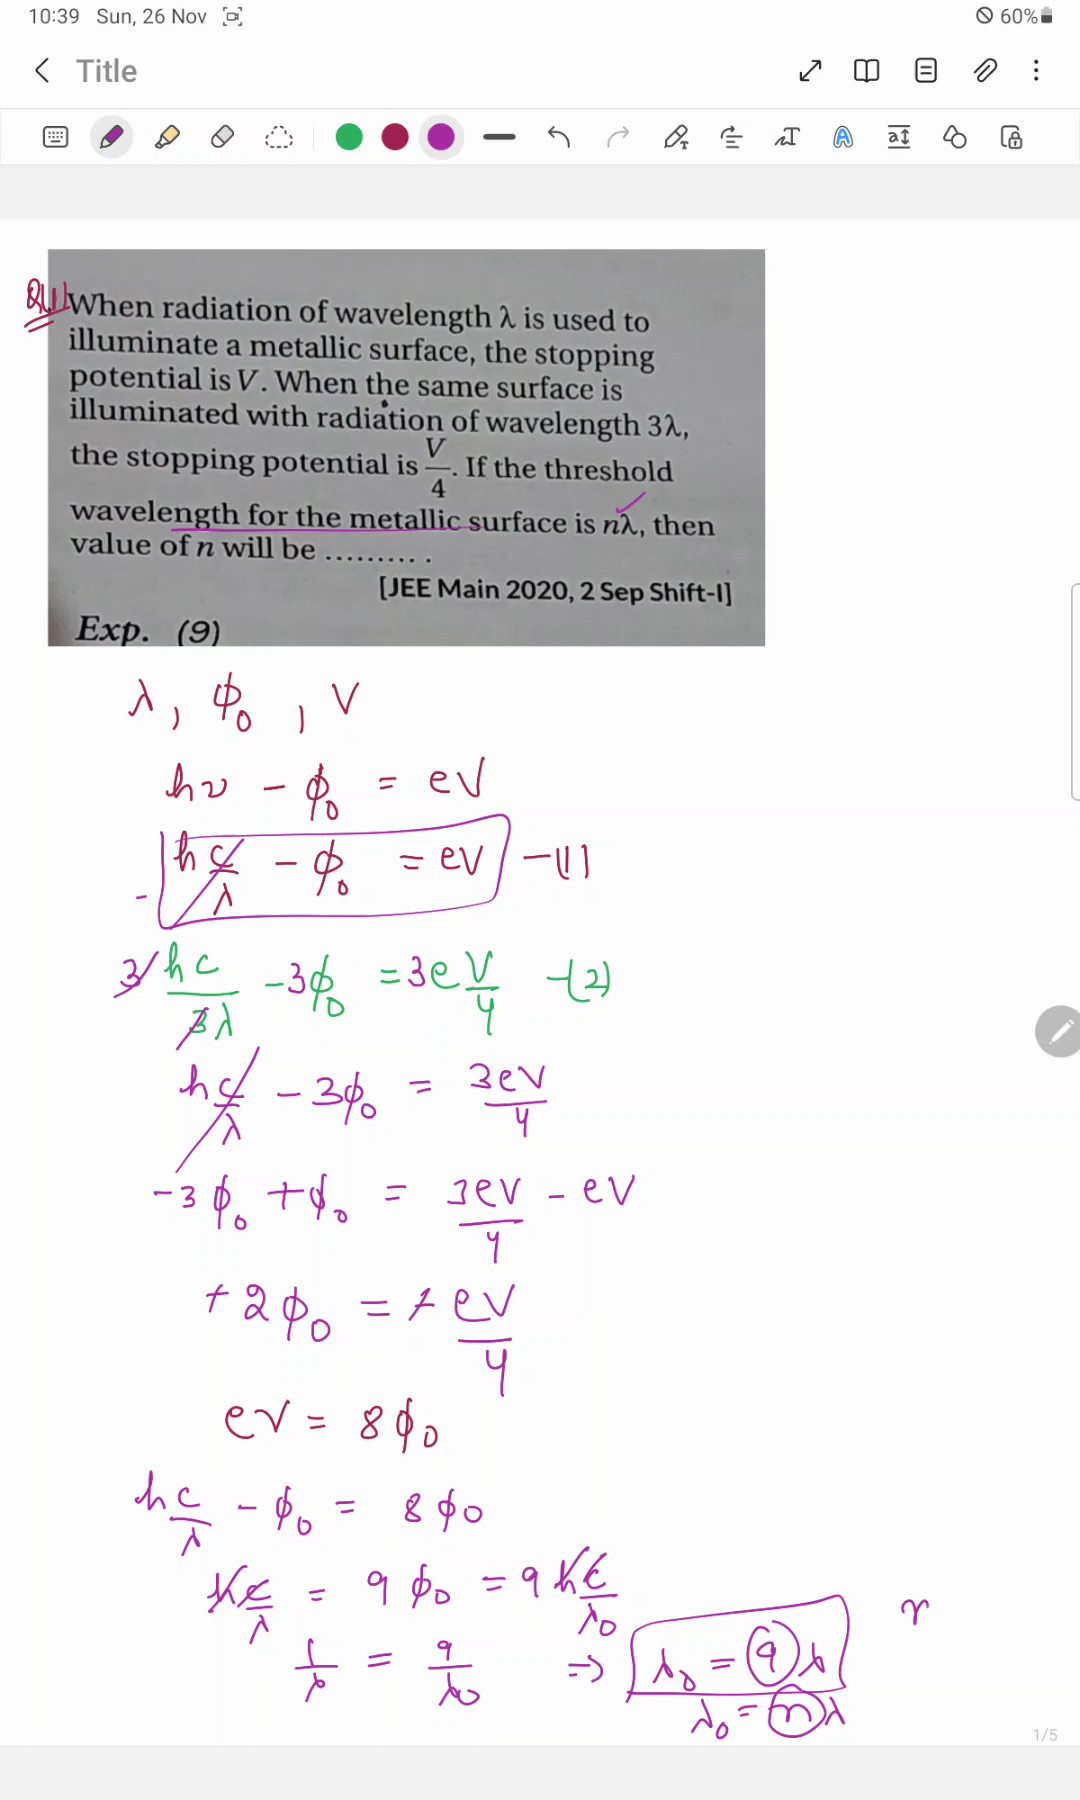 10:39 Sun, 26 Nov 60%
Title
Q11
When radiation of wavelength λ is used to
illuminate a metallic surface, the stopping
potential is V. When the same surface is
illuminated with radiation of wavelength 3λ,
the stopping potential is V/4. If the threshold
wavelength for the metallic surface is nλ, then
value of n will be ..........
[JEE Main 2020, 2 Sep Shift-I]
Exp. (9)
λ, ϕ₀, V
hν − ϕ₀ = eV
hc/λ − ϕ₀ = eV −(1)
3 hc/3λ − 3ϕ₀ = 3eV/4 −(2)
hc/λ − 3ϕ₀ = 3eV/4
−3ϕ₀ + ϕ₀ = 3eV/4 − eV
+2ϕ₀ = +eV/4
eV = 8ϕ₀
hc/λ − ϕ₀ = 8ϕ₀
hc/λ = 9ϕ₀ = 9hc/λ₀
1/λ = 9/λ₀ ⇒ λ₀ = 9λ
λ₀ = nλ
1/5